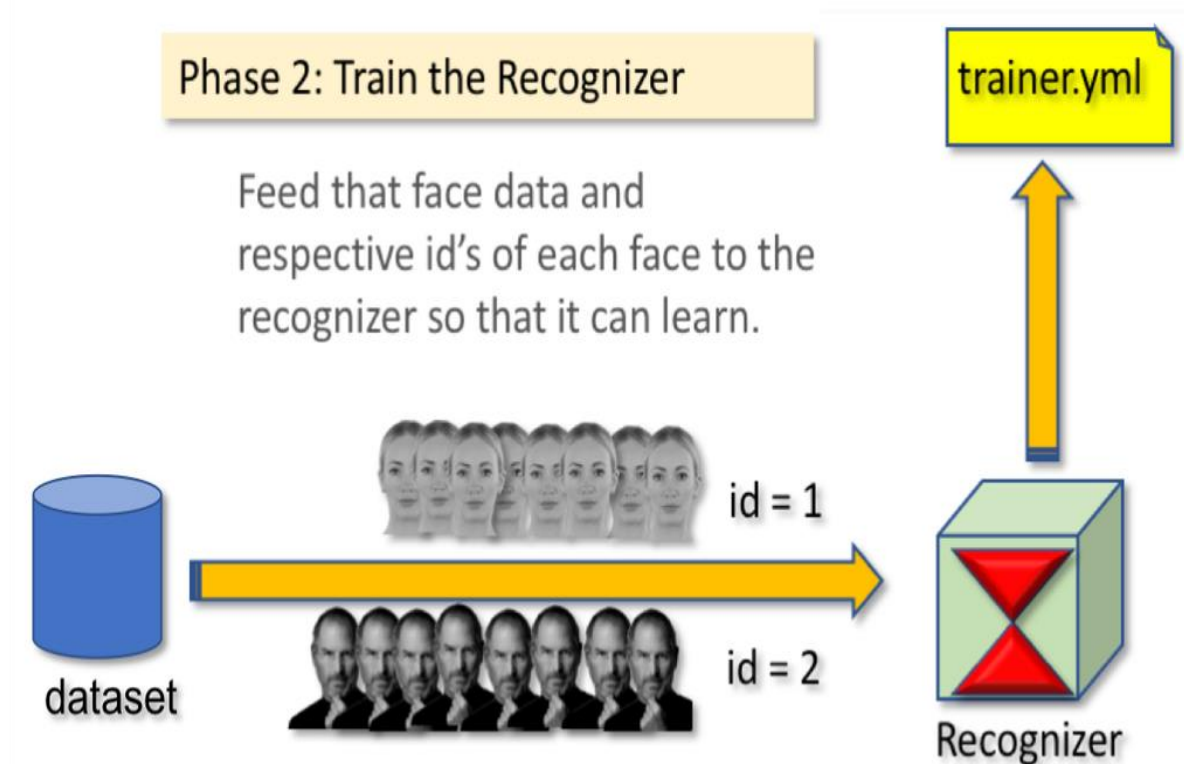 Phase 2: Train the Recognizer
trainer.yml
Feed that face data and
respective id’s of each face to the
recognizer so that it can learn.
id = 1
id = 2
dataset
Recognizer